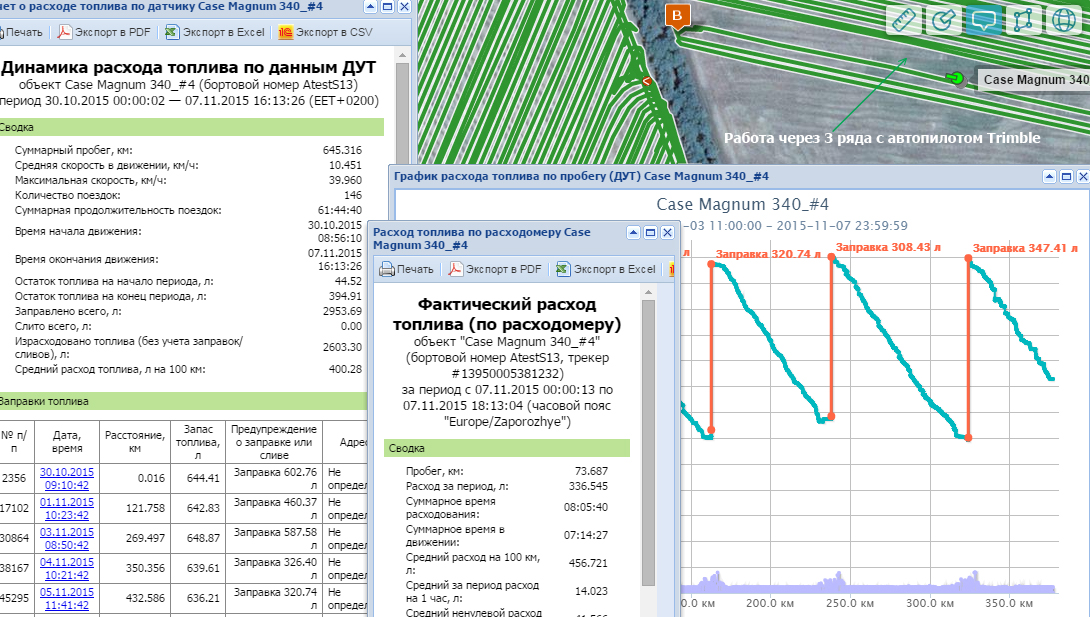 чет о расходе топлива по датчику Case Magnum 340_#4
Печать Экспорт в PDF Экспорт в Excel Экспорт в CSV
Динамика расхода топлива по данным ДУТ
объект Case Magnum 340_#4 (бортовой номер AtestS13)
период 30.10.2015 00:00:02 — 07.11.2015 16:13:26 (EET+0200)
Сводка
Суммарный пробег, км: 645.316
Средняя скорость в движении, км/ч: 10.451
Максимальная скорость, км/ч: 39.960
Количество поездок: 146
Суммарная продолжительность поездок: 61:44:40
Время начала движения: 30.10.2015
08:56:10
Время окончания движения: 07.11.2015
16:13:26
Остаток топлива на начало периода, л: 44.52
Остаток топлива на конец периода, л: 394.91
Заправлено всего, л: 2953.69
Слито всего, л: 0.00
Израсходовано топлива (без учета заправок/
сливов), л: 2603.30
Средний расход топлива, л на 100 км: 400.28
Заправки топлива
№ п/п Дата, время Расстояние, км Запас топлива, л Предупреждение о заправке или сливе Адрес
2356 30.10.2015 09:10:42 0.016 644.41 Заправка 602.76 л Не опреде
17102 01.11.2015 10:23:42 121.758 642.83 Заправка 460.37 л Не опреде
30864 03.11.2015 08:50:42 269.497 648.87 Заправка 587.58 л Не опреде
38167 04.11.2015 10:21:42 350.356 639.61 Заправка 326.40 л Не опреде
45295 05.11.2015 11:41:42 432.586 636.21 Заправка 320.74 л Не опреде
B
Case Magnum 340
Работа через 3 ряда с автопилотом Trimble
График расхода топлива по пробегу (ДУТ) Case Magnum 340_#4
Case Magnum 340_#4
-03 11:00:00 - 2015-11-07 23:59:59
л Заправка 320.74 л Заправка 308.43 л Заправка 347.41 л
0.0 км 200.0 км 250.0 км 300.0 км 350.0 км
Расход топлива по расходомеру Case
Magnum 340_#4
Печать Экспорт в PDF Экспорт в Excel
Фактический расход
топлива (по расходомеру)
объект "Case Magnum 340_#4"
(бортовой номер AtestS13, трекер
#13950005381232)
за период с 07.11.2015 00:00:13 по
07.11.2015 18:13:04 (часовой пояс
"Europe/Zaporozhye")
Сводка
Пробег, км: 73.687
Расход за период, л: 336.545
Суммарное время
расходования: 08:05:40
Суммарное время в
движении: 07:14:27
Средний расход на 100 км,
л: 456.721
Средний за период расход
на 1 час, л: 14.023
Средний ненулевой расход